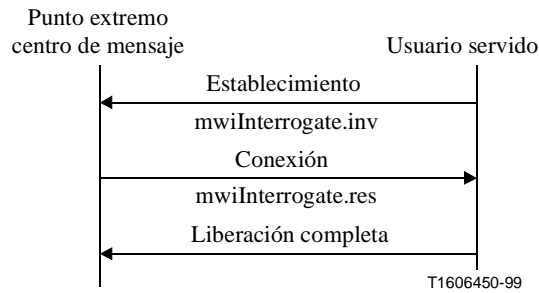 Punto extremo
centro de mensaje
Usuario servido
Establecimiento
mwiInterrogate.inv
Conexión
mwiInterrogate.res
Liberación completa
T1606450-99